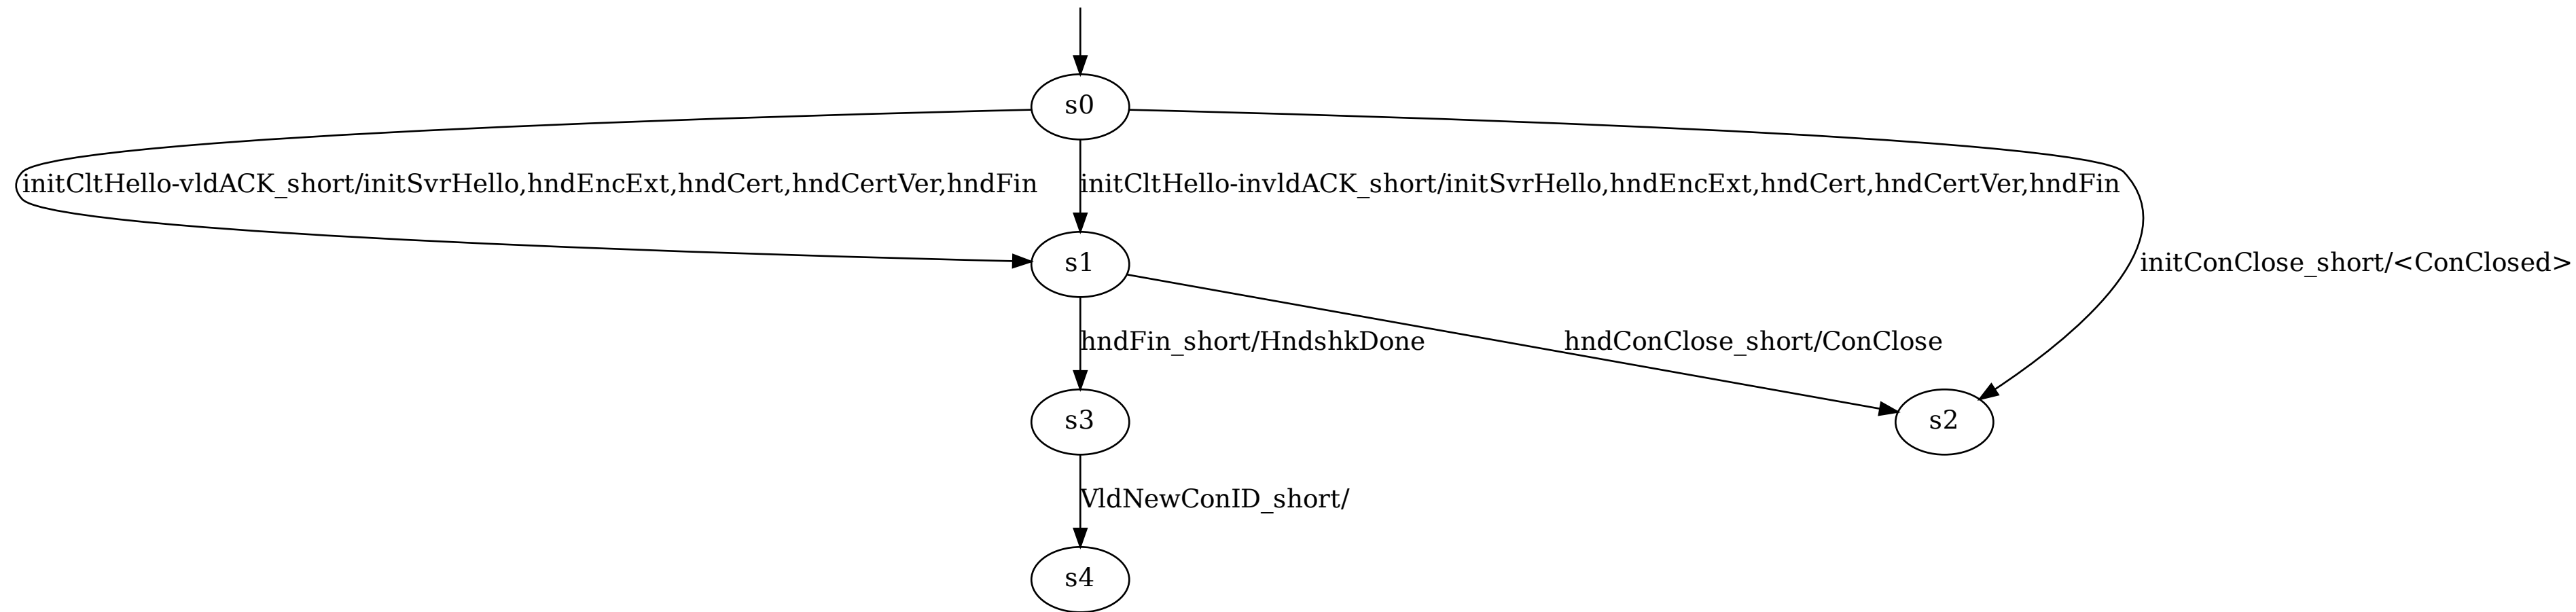 s0
initCltHello-vldACK_short/initSvrHello,hndEncExt,hndCert,hndCertVer,hndFin
initCltHello-invldACK_short/initSvrHello,hndEncExt,hndCert,hndCertVer,hndFin
s1
initConClose_short/<ConClosed>
hndFin_short/HndshkDone
hndConClose_short/ConClose
s3
s2
VldNewConID_short/
s4